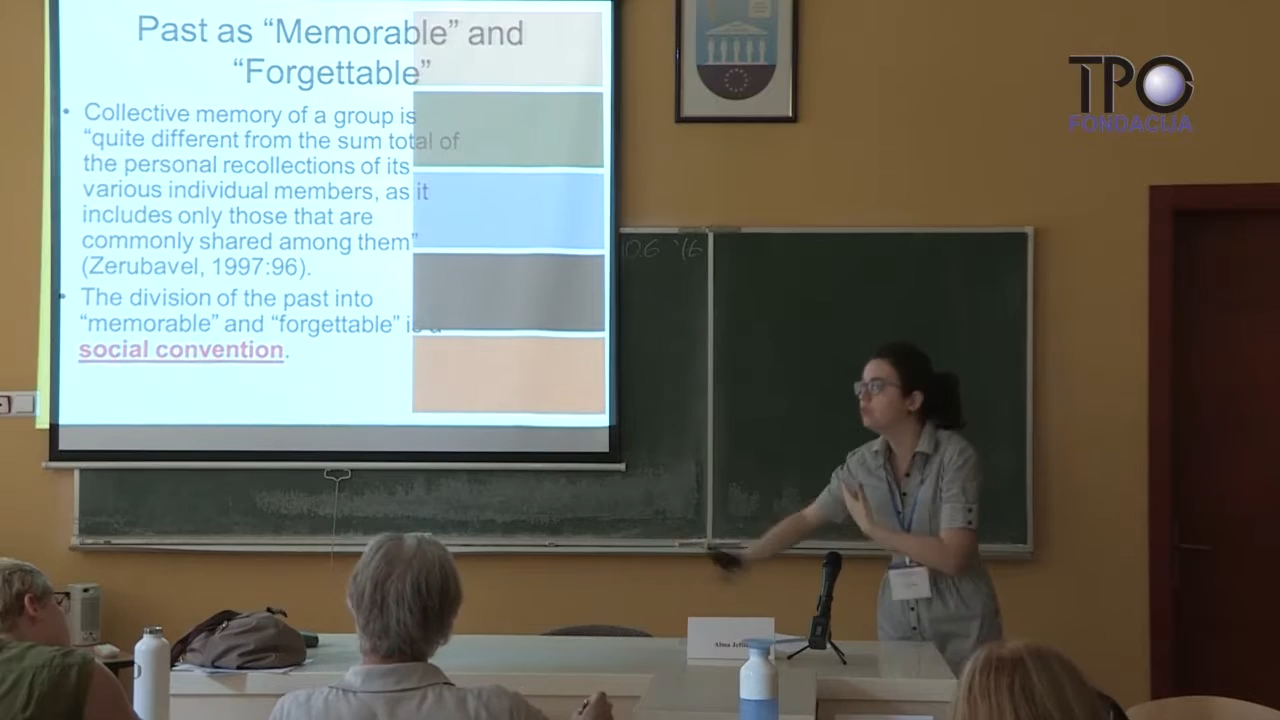 Past as “Memorable” and
“Forgettable”
• Collective memory of a group is
“quite different from the sum total of
the personal recollections of its
various individual members, as it
includes only those that are
commonly shared among them”
(Zerubavel, 1997:96).
• The division of the past into
“memorable” and “forgettable” is a
social convention.
TPO
FONDACIJA
10.6 '16
Alma